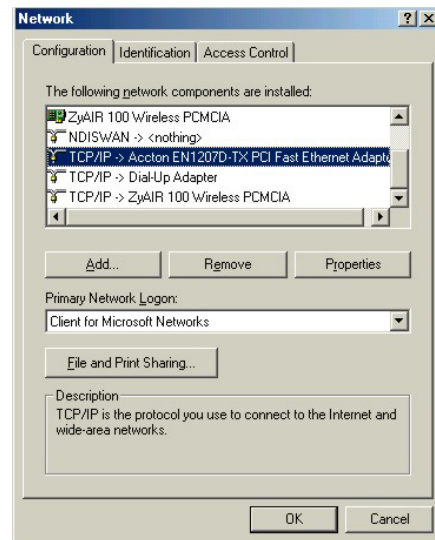 Network
Configuration Identification Access Control
The following network components are installed:
ZyAIR 100 Wireless PCMCIA
NDISWAN -> <nothing>
TCP/IP -> Accton EN1207D-TX PCI Fast Ethernet Adapte
TCP/IP -> Dial-Up Adapter
TCP/IP -> ZyAIR 100 Wireless PCMCIA
Add... Remove Properties
Primary Network Logon:
Client for Microsoft Networks
File and Print Sharing...
Description
TCP/IP is the protocol you use to connect to the Internet and
wide-area networks.
OK Cancel